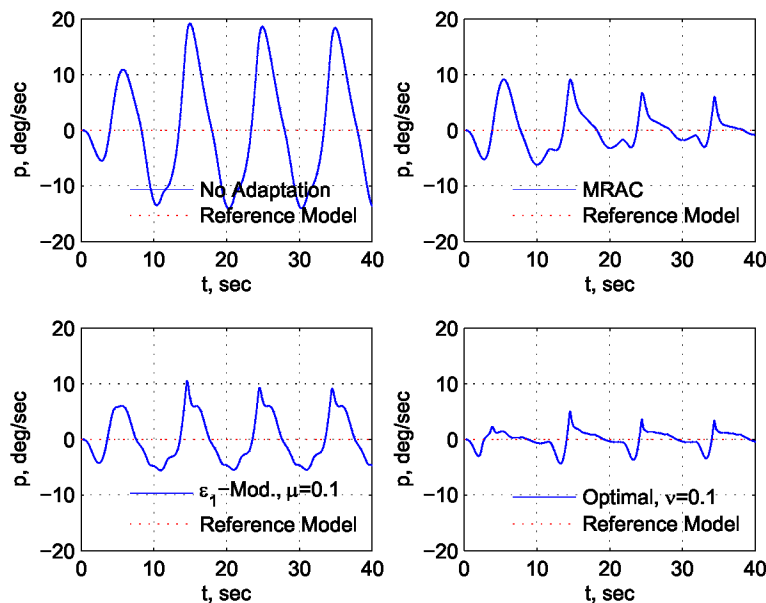 20
10
0
−10
−20
p, deg/sec
No Adaptation
Reference Model
0 10 20 30 40
t, sec
20
10
0
−10
−20
p, deg/sec
MRAC
Reference Model
0 10 20 30 40
t, sec
20
10
0
−10
−20
p, deg/sec
ε₁−Mod., μ=0.1
Reference Model
0 10 20 30 40
t, sec
20
10
0
−10
−20
p, deg/sec
Optimal, ν=0.1
Reference Model
0 10 20 30 40
t, sec